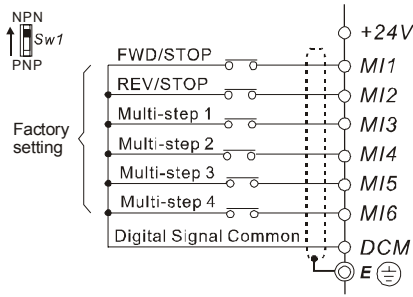 NPN
Sw1
PNP
+24V
FWD/STOP
MI1
REV/STOP
MI2
Multi-step 1
MI3
Factory
setting
Multi-step 2
MI4
Multi-step 3
MI5
Multi-step 4
MI6
Digital Signal Common
DCM
E